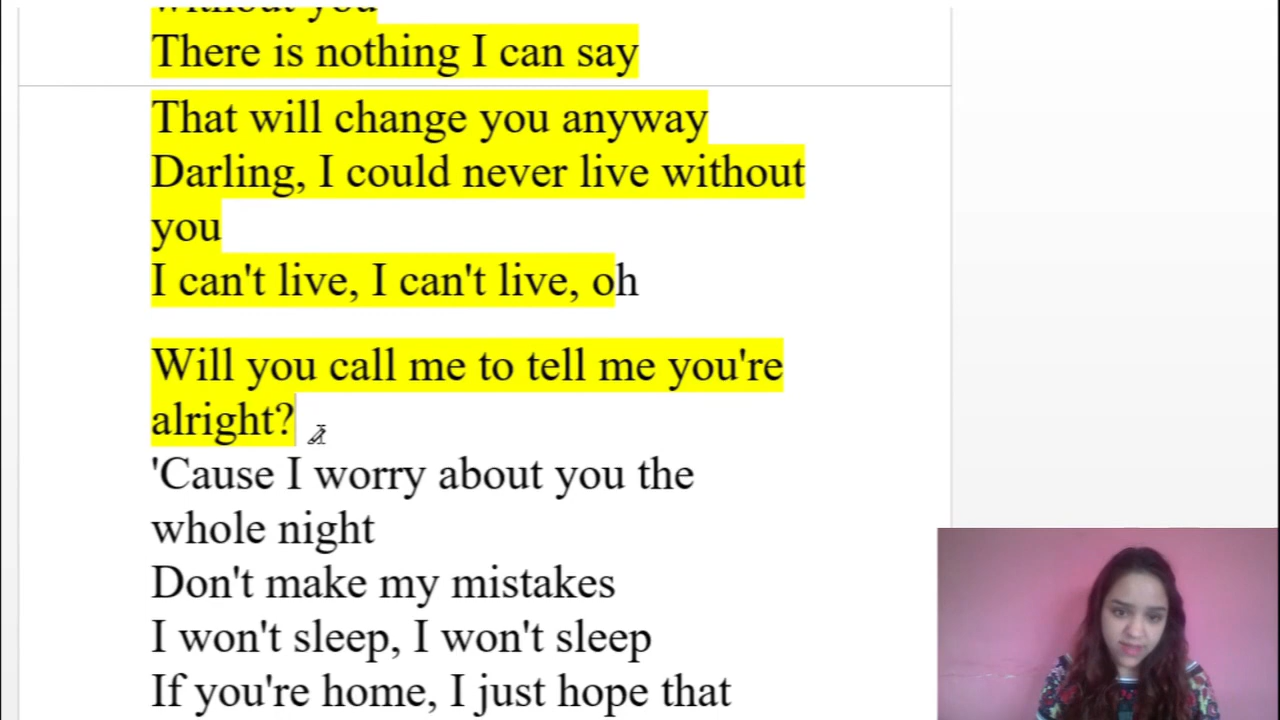 without you
There is nothing I can say
That will change you anyway
Darling, I could never live without
you
I can't live, I can't live, oh
Will you call me to tell me you're
alright?
'Cause I worry about you the
whole night
Don't make my mistakes
I won't sleep, I won't sleep
If you're home, I just hope that